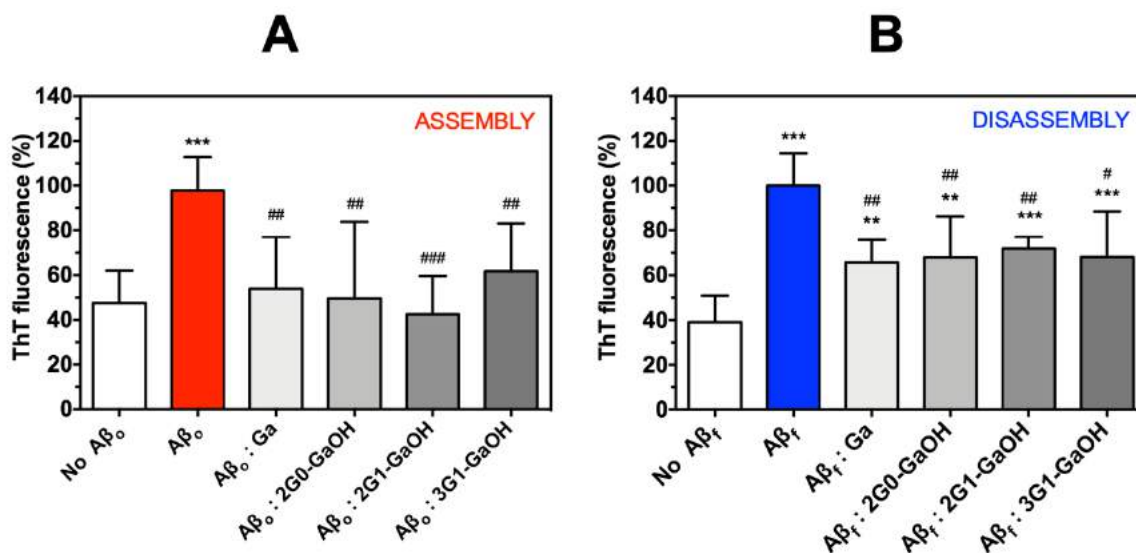 A
ThT fluorescence (%)
140
120
100
80
60
40
20
0
ASSEMBLY
***
##
##
###
##
No Aβₒ
Aβₒ
Aβₒ : Ga
Aβₒ : 2G0-GaOH
Aβₒ : 2G1-GaOH
Aβₒ : 3G1-GaOH
B
ThT fluorescence (%)
140
120
100
80
60
40
20
0
DISASSEMBLY
***
##
**
##
**
##
***
#
***
No Aβf
Aβf
Aβf : Ga
Aβf : 2G0-GaOH
Aβf : 2G1-GaOH
Aβf : 3G1-GaOH